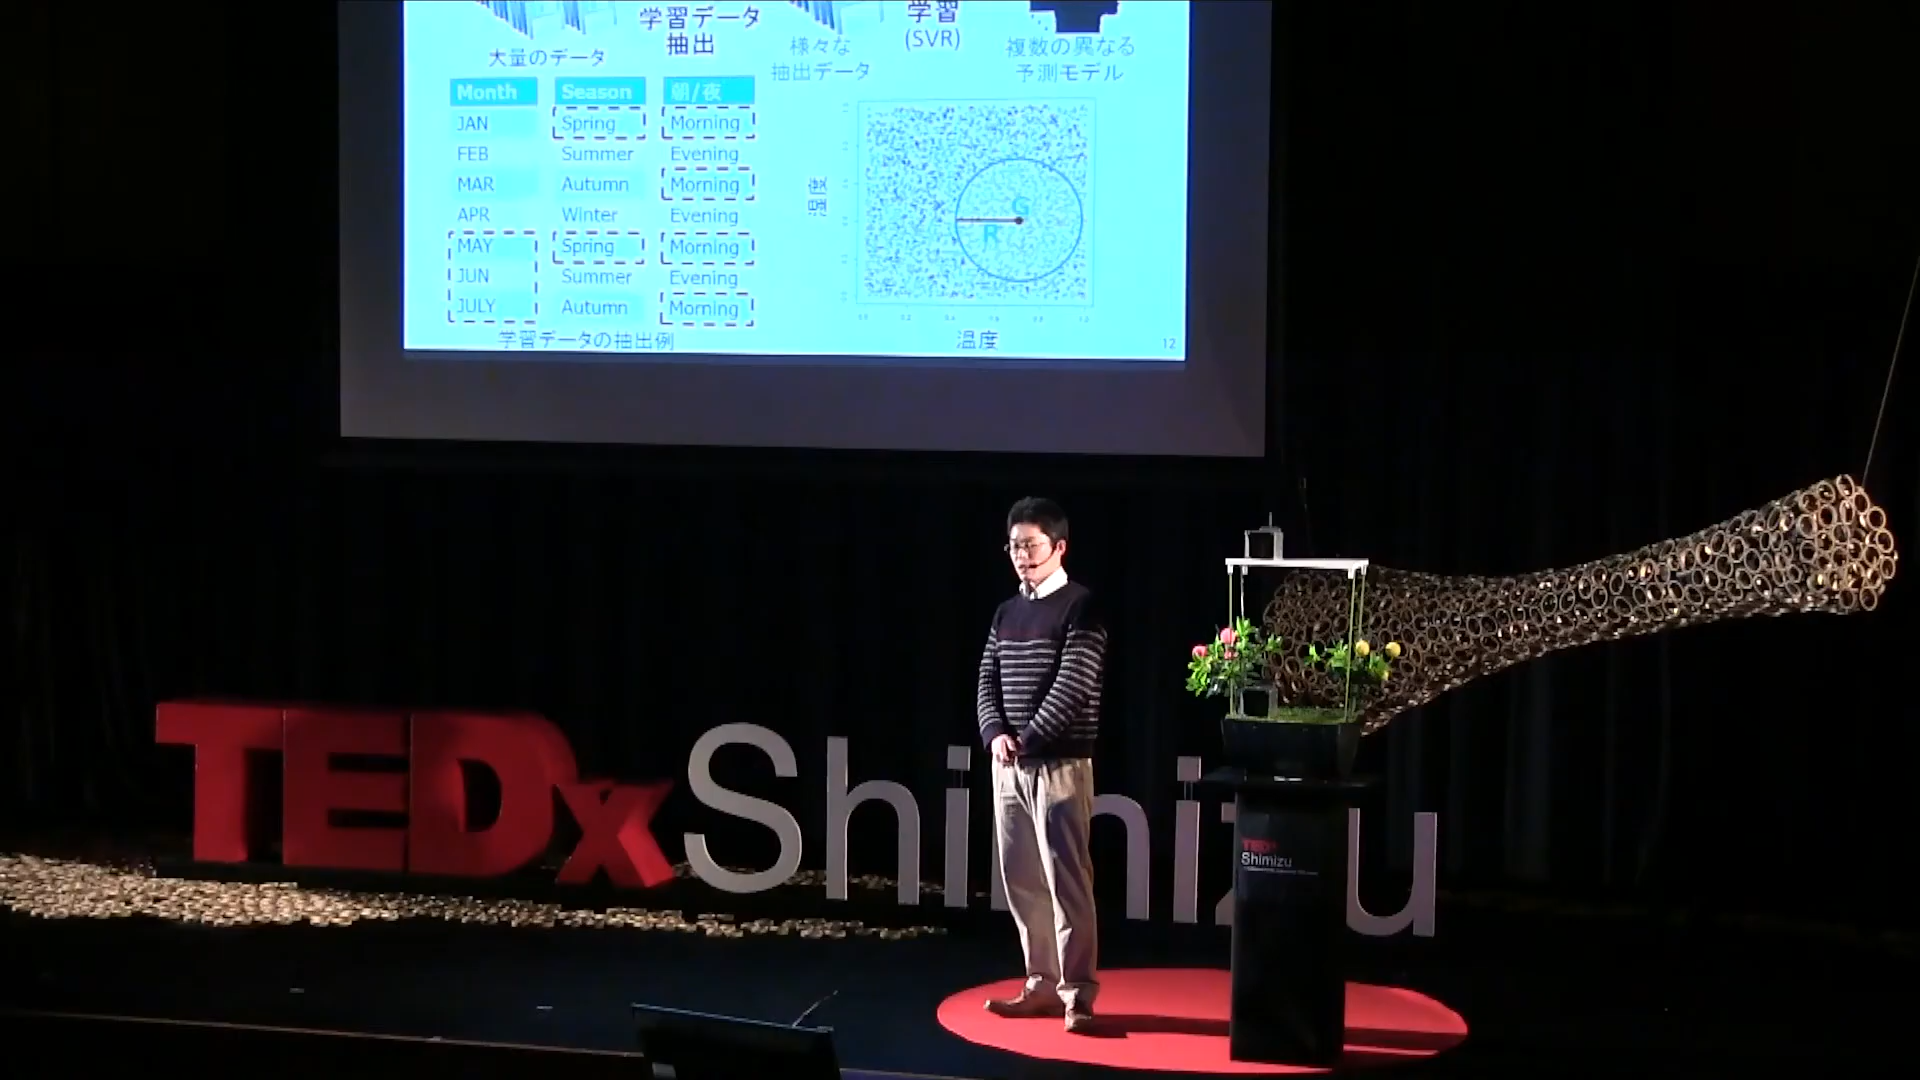 学習データ
抽出
学習
(SVR)
大量のデータ
様々な
抽出データ
複数の異なる
予測モデル
Month Season 朝/夜
JAN Spring Morning
FEB Summer Evening
MAR Autumn Morning
APR Winter Evening
MAY Spring Morning
JUN Summer Evening
JULY Autumn Morning
学習データの抽出例
湿度
G
R
温度
12
TEDxShimizu
TEDx
Shimizu